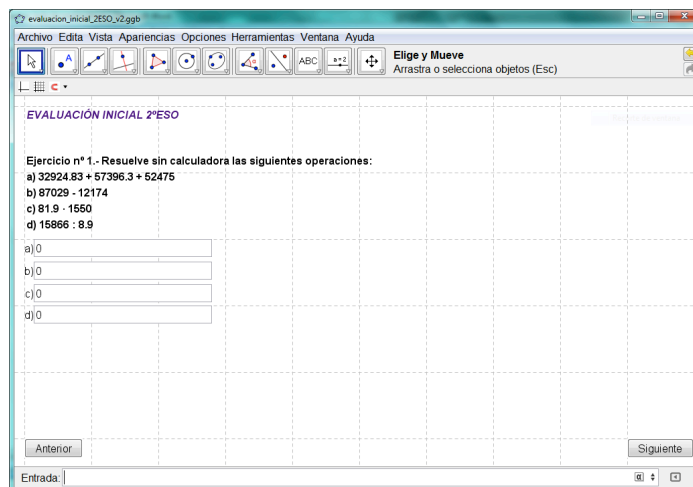 evaluacion_inicial_2ESO_v2.ggb
Archivo Edita Vista Apariencias Opciones Herramientas Ventana Ayuda
A
ABC
a=2
Elige y Mueve
Arrastra o selecciona objetos (Esc)
EVALUACIÓN INICIAL 2ºESO
Ejercicio nº 1.- Resuelve sin calculadora las siguientes operaciones:
a) 32924.83 + 57396.3 + 52475
b) 87029 - 12174
c) 81.9 · 1550
d) 15866 : 8.9
a) 0
b) 0
c) 0
d) 0
Anterior
Siguiente
Entrada:
α